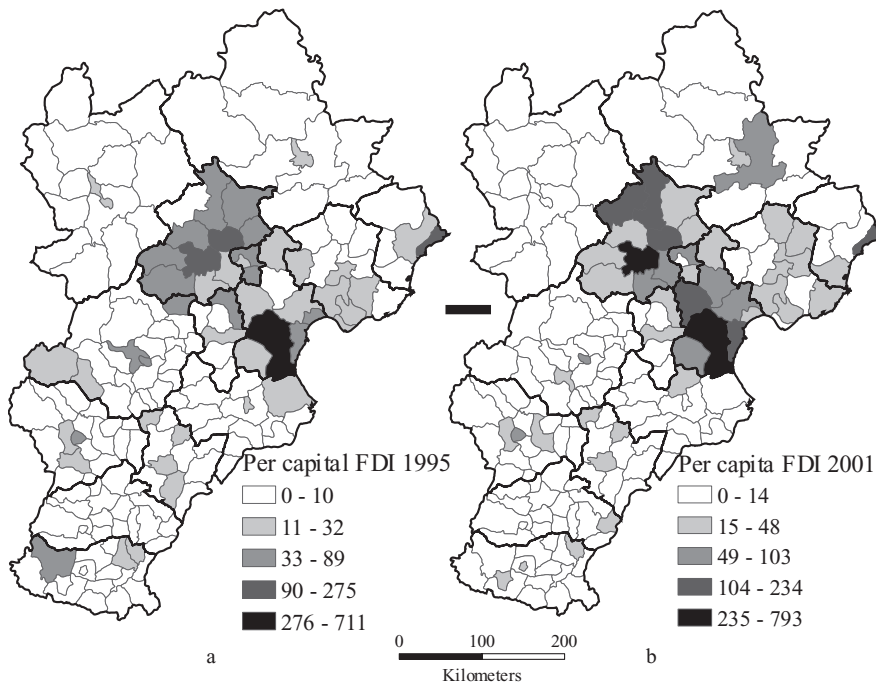 Per capital FDI 1995
0 - 10
11 - 32
33 - 89
90 - 275
276 - 711
a
Per capita FDI 2001
0 - 14
15 - 48
49 - 103
104 - 234
235 - 793
b
0 100 200
Kilometers